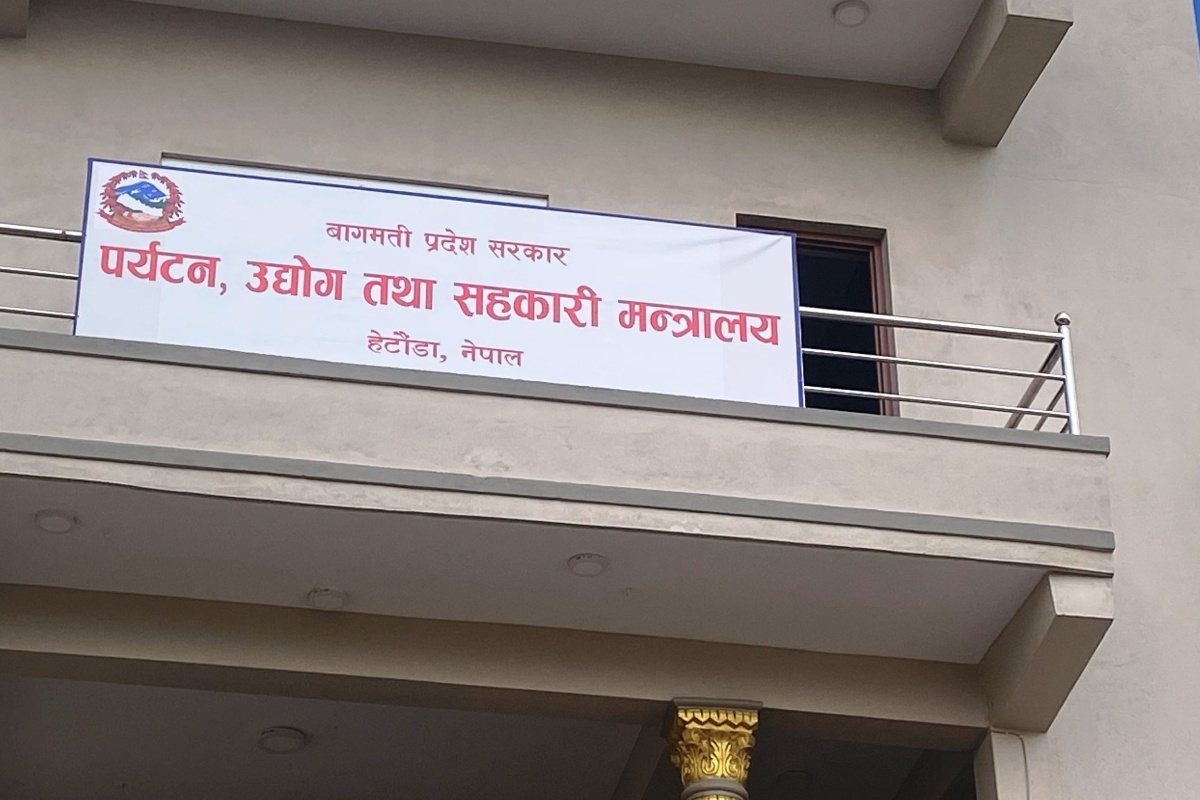 बागमती प्रदेश सरकार
पर्यटन, उद्योग तथा सहकारी मन्त्रालय
हेटौंडा, नेपाल